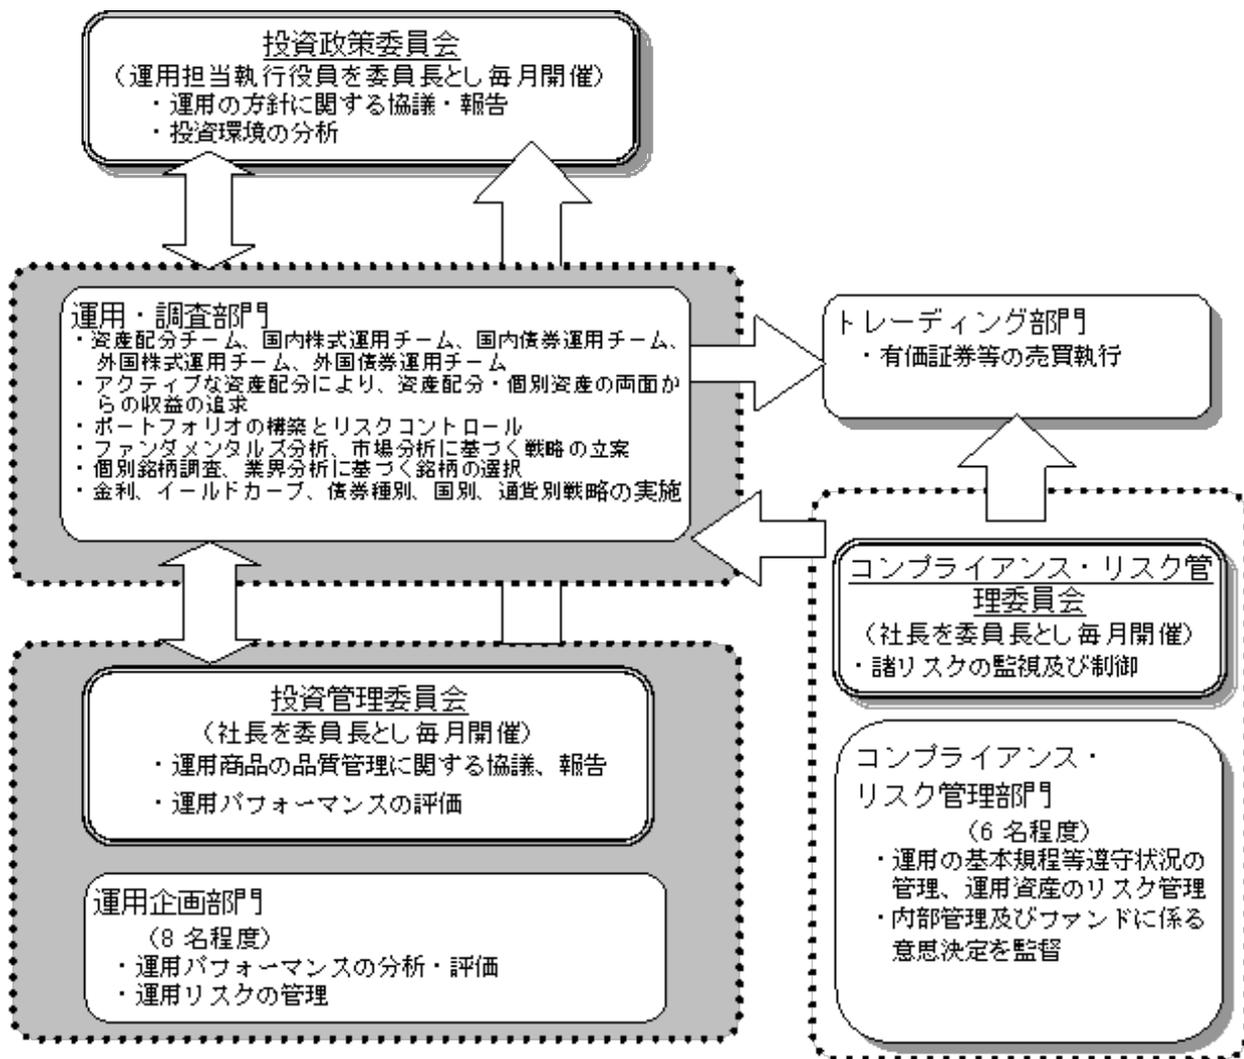 投資政策委員会
（運用担当執行役員を委員長とし毎月開催）
・運用の方針に関する協議・報告
・投資環境の分析
運用・調査部門
・資産配分チーム、国内株式運用チーム、国内債券運用チーム、
外国株式運用チーム、外国債券運用チーム
・アクティブな資産配分により、資産配分・個別資産の両面か
らの収益の追求
・ポートフォリオの構築とリスクコントロール
・ファンダメンタルズ分析、市場分析に基づく戦略の立案
・個別銘柄調査、業界分析に基づく銘柄の選択
・金利、イールドカーブ、債券種別、国別、通貨別戦略の実施
トレーディング部門
・有価証券等の売買執行
コンプライアンス・リスク管
理委員会
（社長を委員長とし毎月開催）
・諸リスクの監視及び制御
投資管理委員会
（社長を委員長とし毎月開催）
・運用商品の品質管理に関する協議、報告
・運用パフォーマンスの評価
運用企画部門
（8 名程度）
・運用パフォーマンスの分析・評価
・運用リスクの管理
コンプライアンス・
リスク管理部門
（6 名程度）
・運用の基本規程等遵守状況の
管理、運用資産のリスク管理
・内部管理及びファンドに係る
意思決定を監督